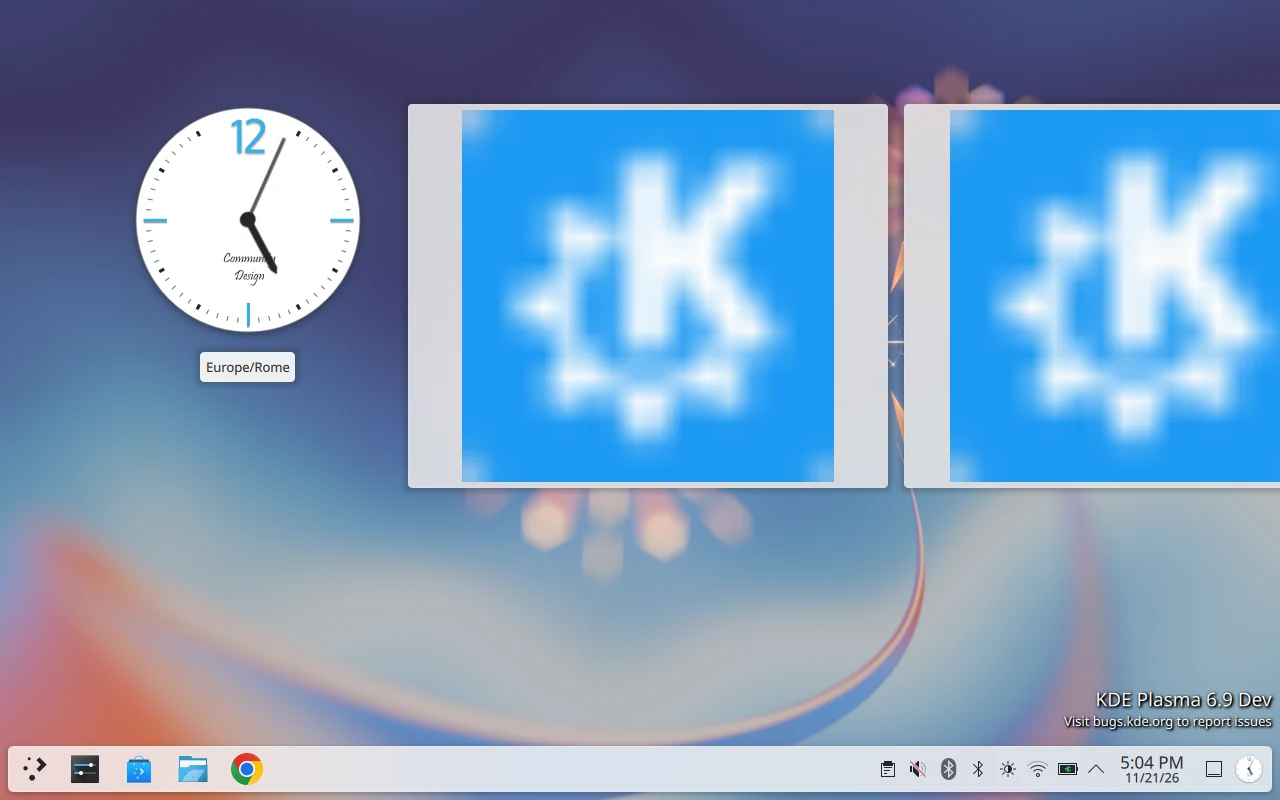 12
Community
Design
Europe/Rome
KDE Plasma 6.9 Dev
Visit bugs.kde.org to report issues
5:04 PM
11/21/26